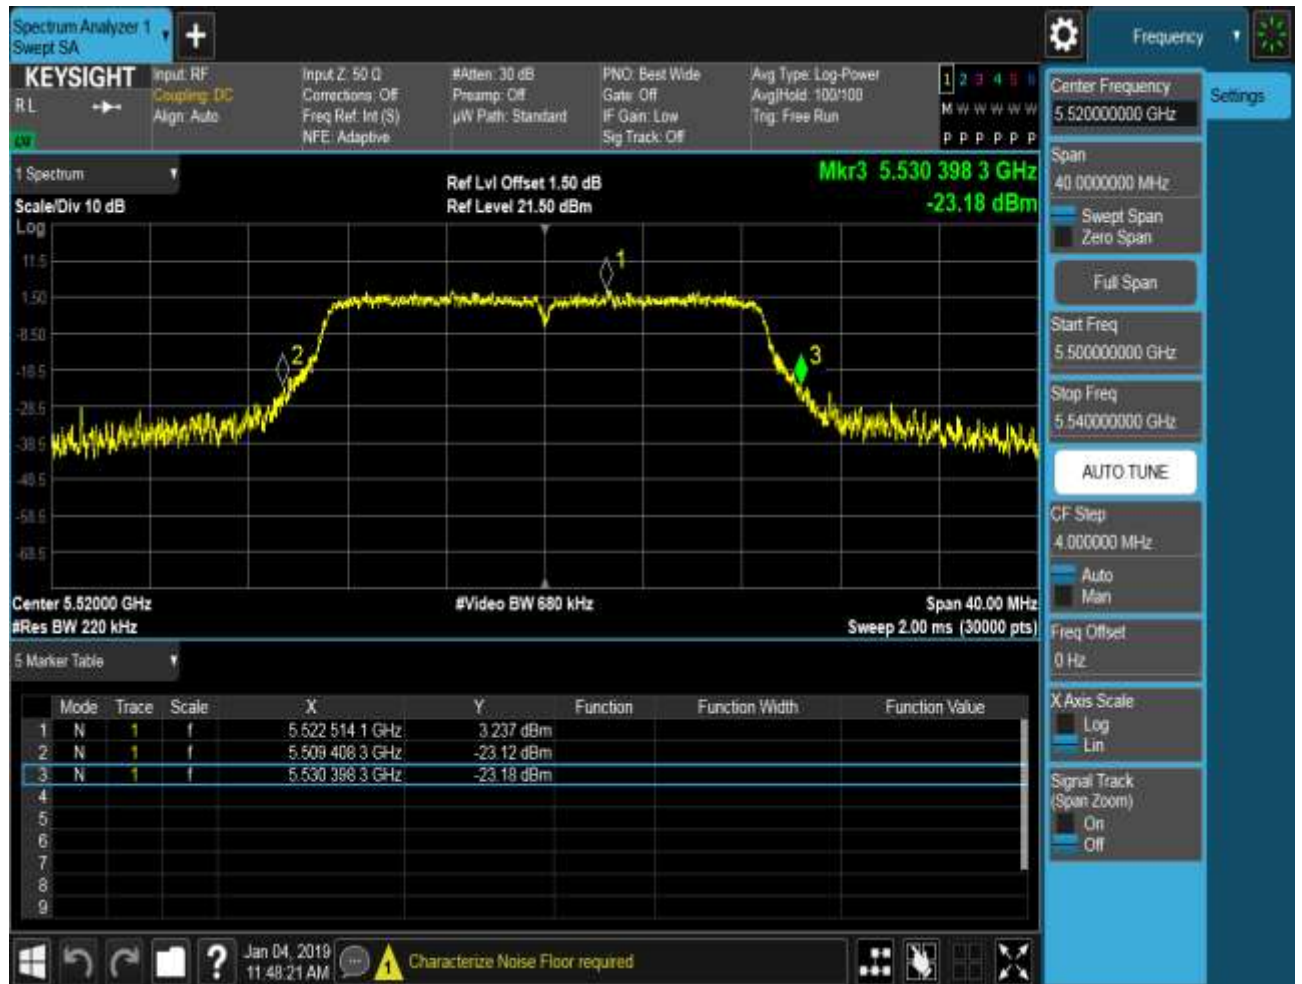 Spectrum Analyzer 1
Swept SA
+
Frequency
KEYSIGHT
RL
Input: RF
Coupling: DC
Align: Auto
Input Z: 50 Ω
Corrections: Off
Freq Ref: Int (S)
NFE: Adaptive
#Atten: 30 dB
Preamp: Off
µW Path: Standard
PNO: Best Wide
Gate: Off
IF Gain: Low
Sig Track: Off
Avg Type: Log-Power
Avg|Hold: 100/100
Trig: Free Run
1 2 3 4 5 6
M W W W W W
P P P P P P
1 Spectrum
Scale/Div 10 dB
Ref Lvl Offset 1.50 dB
Ref Level 21.50 dBm
Mkr3 5.530 398 3 GHz
-23.18 dBm
Log
11.5
1.50
-8.50
-18.5
-28.5
-38.5
-48.5
-58.5
-68.5
1
2
3
Center 5.52000 GHz
#Video BW 680 kHz
Span 40.00 MHz
#Res BW 220 kHz
Sweep 2.00 ms (30000 pts)
5 Marker Table
Mode Trace Scale X Y Function Function Width Function Value
1 N 1 f 5.522 514 1 GHz 3.237 dBm
2 N 1 f 5.509 408 3 GHz -23.12 dBm
3 N 1 f 5.530 398 3 GHz -23.18 dBm
4
5
6
7
8
9
Jan 04, 2019
11:48:21 AM
?
1
Characterize Noise Floor required
Settings
Center Frequency
5.520000000 GHz
Span
40.0000000 MHz
Swept Span
Zero Span
Full Span
Start Freq
5.500000000 GHz
Stop Freq
5.540000000 GHz
AUTO TUNE
CF Step
4.000000 MHz
Auto
Man
Freq Offset
0 Hz
X Axis Scale
Log
Lin
Signal Track
(Span Zoom)
On
Off